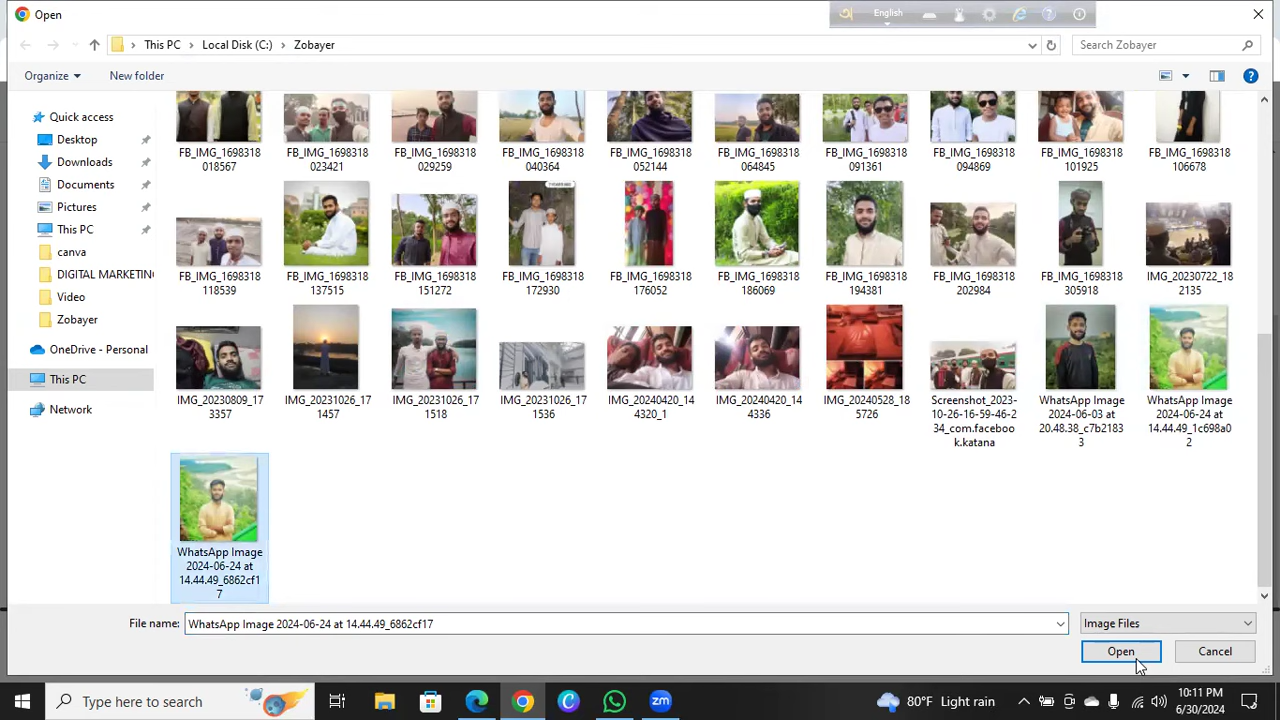 Open
English
This PC
Local Disk (C:)
Zobayer
Search Zobayer
Organize
New folder
Quick access
Desktop
Downloads
Documents
Pictures
This PC
canva
DIGITAL MARKETIN
Video
Zobayer
OneDrive - Personal
This PC
Network
FB_IMG_1698318
018567
FB_IMG_1698318
023421
FB_IMG_1698318
029259
FB_IMG_1698318
040364
FB_IMG_1698318
052144
FB_IMG_1698318
064845
FB_IMG_1698318
091361
FB_IMG_1698318
094869
FB_IMG_1698318
101925
FB_IMG_1698318
106678
FB_IMG_1698318
118539
FB_IMG_1698318
137515
FB_IMG_1698318
151272
FB_IMG_1698318
172930
FB_IMG_1698318
176052
FB_IMG_1698318
186069
FB_IMG_1698318
194381
FB_IMG_1698318
202984
FB_IMG_1698318
305918
IMG_20230722_18
2135
IMG_20230809_17
3357
IMG_20231026_17
1457
IMG_20231026_17
1518
IMG_20231026_17
1536
IMG_20240420_14
4320_1
IMG_20240420_14
4336
IMG_20240528_18
5726
Screenshot_2023-
10-26-16-59-46-2
34_com.faceboo
k.katana
WhatsApp Image
2024-06-03 at
20.48.38_c7b2183
3
WhatsApp Image
2024-06-24 at
14.44.49_1c698a0
2
WhatsApp Image
2024-06-24 at
14.44.49_6862cf1
7
File name:
WhatsApp Image 2024-06-24 at 14.44.49_6862cf17
Image Files
Open
Cancel
Type here to search
80°F Light rain
10:11 PM
6/30/2024